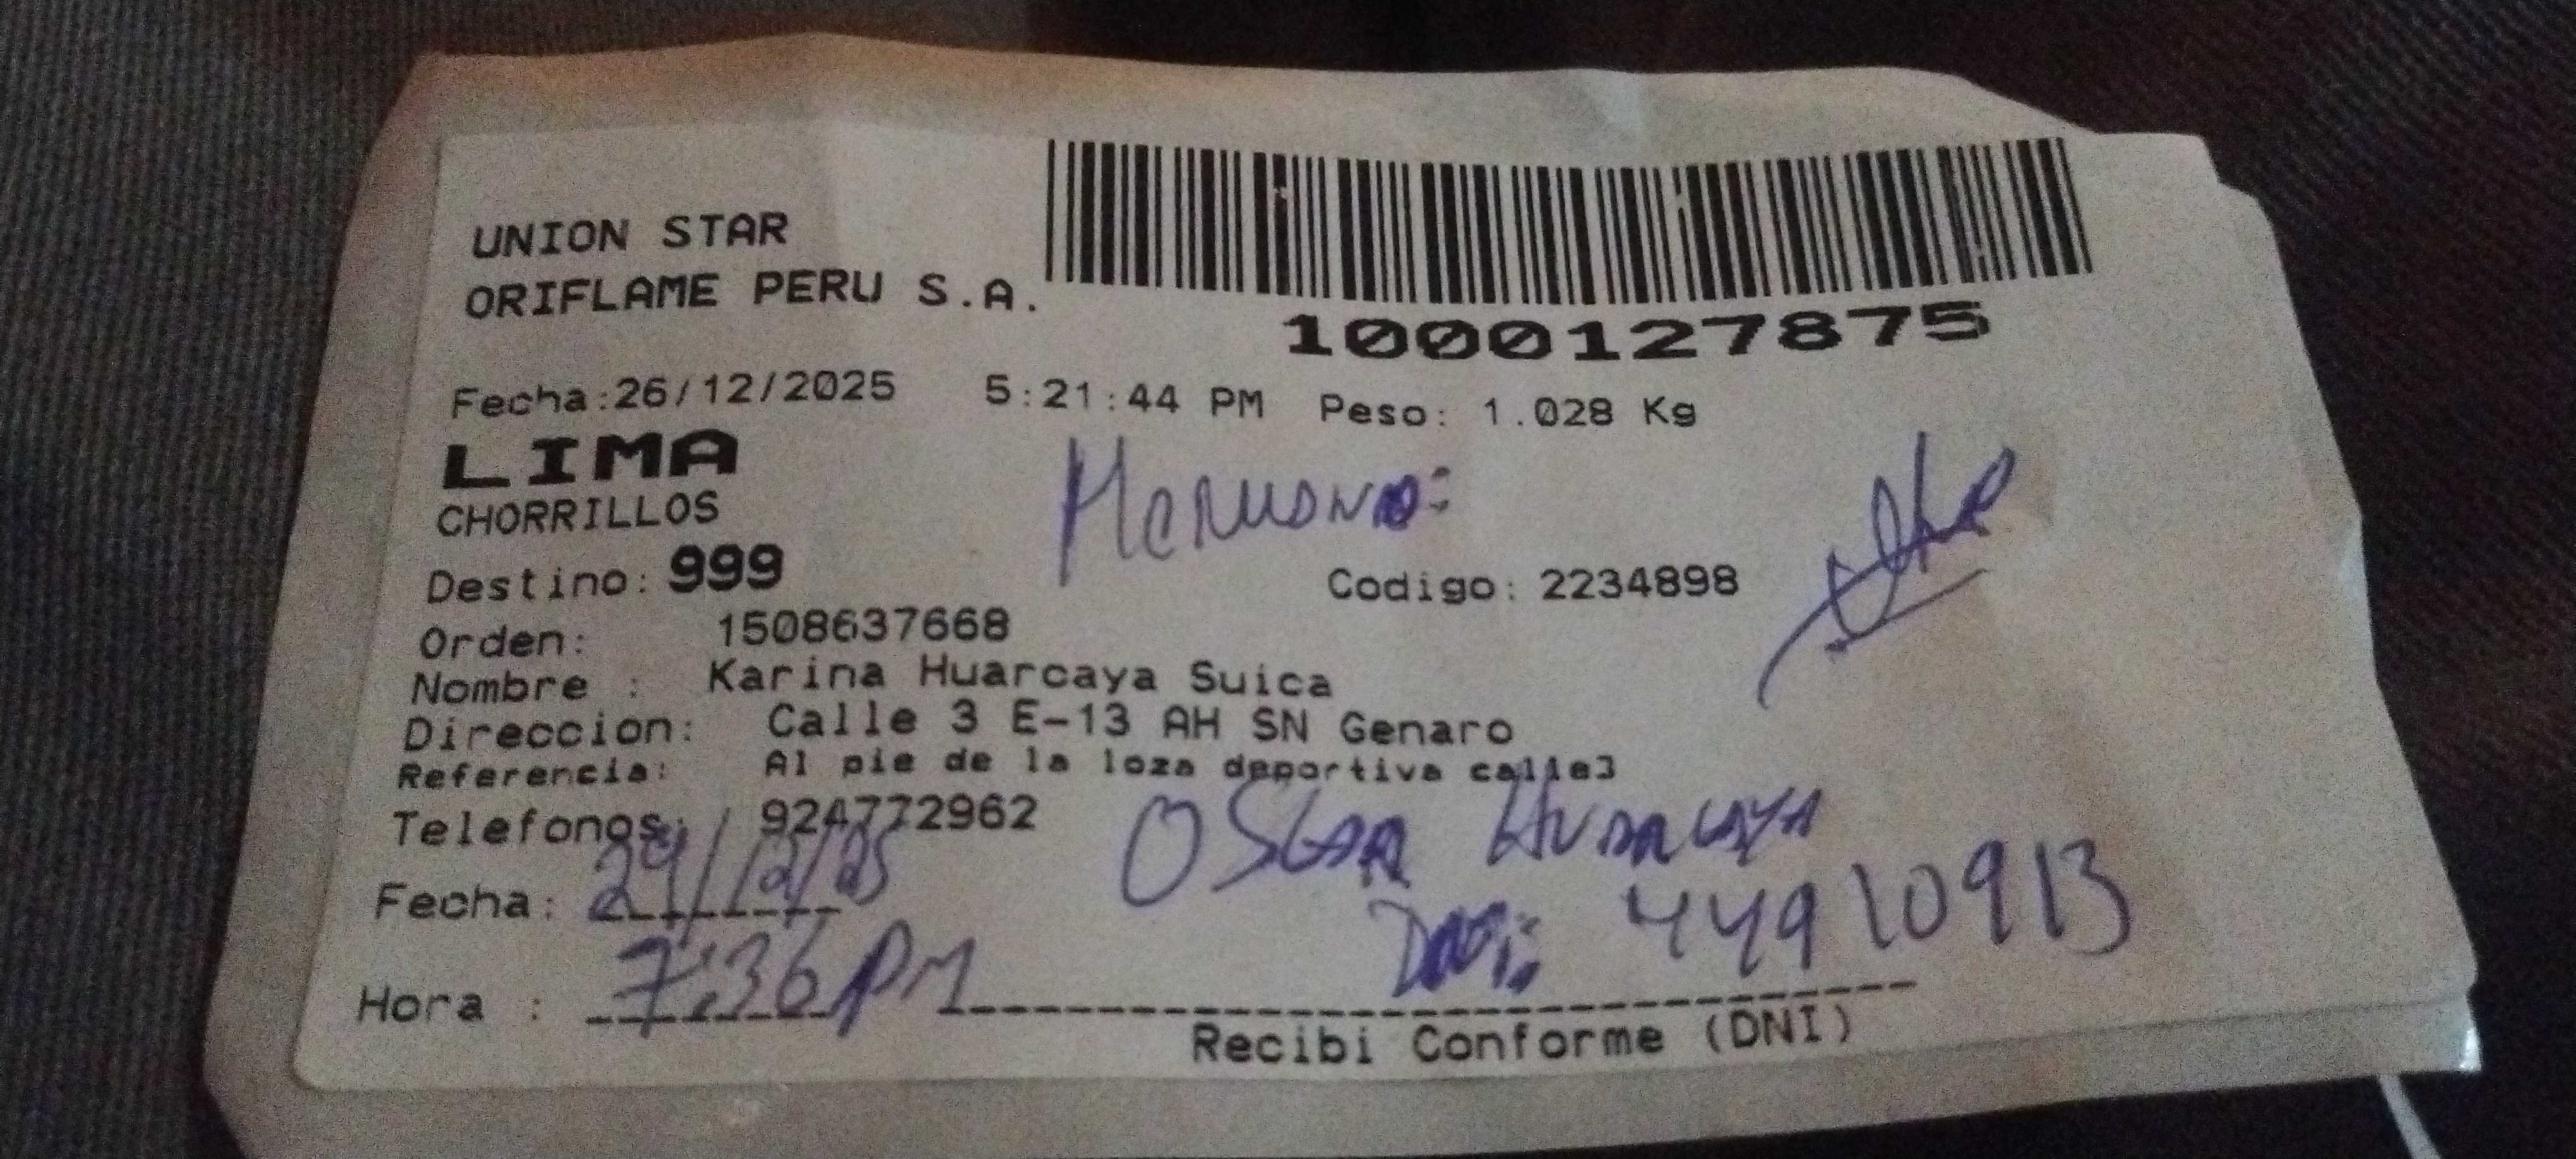 UNION STAR
ORIFLAME PERU S.A.
1000127875
Fecha:26/12/2025 5:21:44 PM Peso: 1.028 Kg
LIMA
CHORRILLOS
Hermano:
Destino: 999 Codigo: 2234898
Orden: 1508637668
Nombre : Karina Huarcaya Suica
Direccion: Calle 3 E-13 AH SN Genaro
Referencia: Al pie de la loza deportiva calle3
Telefonos: 924772962
Oscar Huarcaya
Fecha: 29/12/25
DNI: 44910913
Hora : 7:36 PM
Recibi Conforme (DNI)